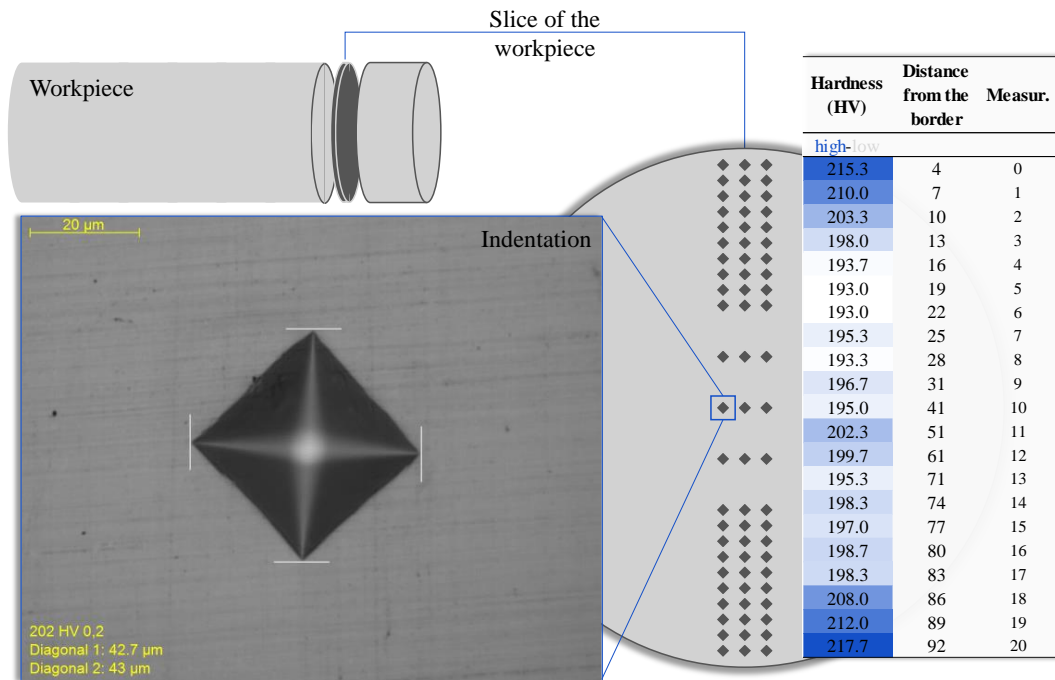 Slice of the
workpiece
Workpiece
Indentation
20 µm
202 HV 0,2
Diagonal 1: 42.7 µm
Diagonal 2: 43 µm
Hardness (HV) Distance from the border Measur.
high-low
215.3 4 0
210.0 7 1
203.3 10 2
198.0 13 3
193.7 16 4
193.0 19 5
193.0 22 6
195.3 25 7
193.3 28 8
196.7 31 9
195.0 41 10
202.3 51 11
199.7 61 12
195.3 71 13
198.3 74 14
197.0 77 15
198.7 80 16
198.3 83 17
208.0 86 18
212.0 89 19
217.7 92 20